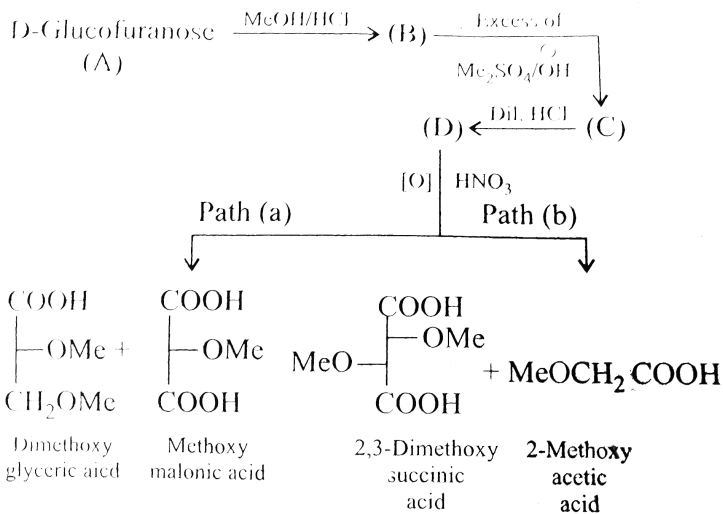 D-Glucofuranose MeOH/HCl (B) Excess of
(A) Me2SO4/OH
(D) Dil. HCl (C)
[O] HNO3
Path (a) Path (b)
COOH COOH COOH
OMe + OMe MeO OMe + MeOCH2COOH
CH2OMe COOH COOH
Dimethoxy Methoxy 2,3-Dimethoxy 2-Methoxy
glyceric aicd malonic acid succinic acetic
acid acid